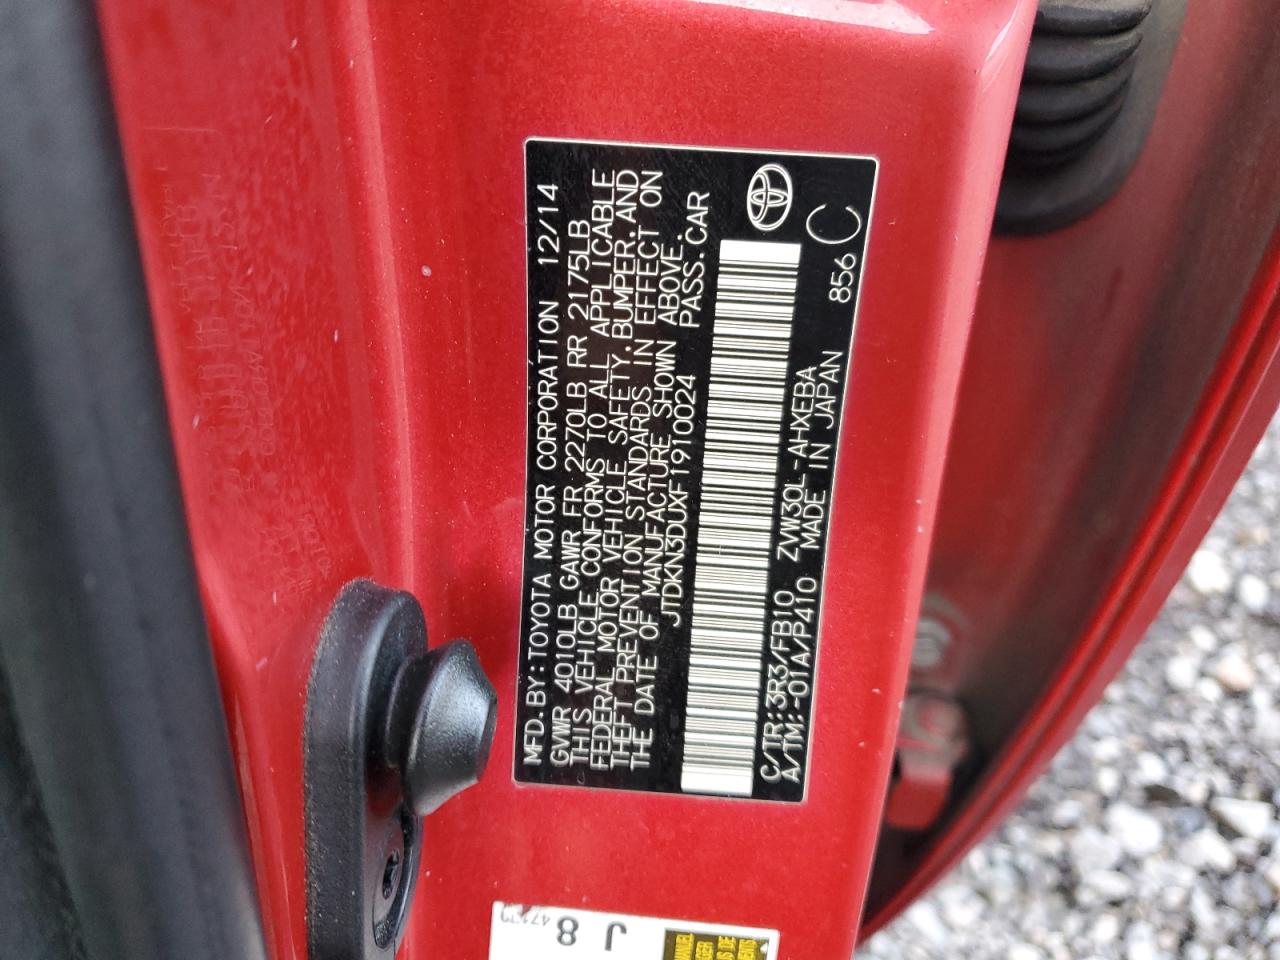 MFD.BY:TOYOTA MOTOR CORPORATION 12/14
GVWR 4010LB GAWR FR 2270LB RR 2175LB
THIS VEHICLE CONFORMS TO ALL APPLICABLE
FEDERAL MOTOR VEHICLE SAFETY,BUMPER,AND
THEFT PREVENTION STANDARDS IN EFFECT ON
THE DATE OF MANUFACTURE SHOWN ABOVE.
JTDKN3DUXF1910024 PASS.CAR
C/TR:3R3/FB10 ZVW30L-AHXEBA
A/TM:-01A/P410 MADE IN JAPAN 856 C
J 8